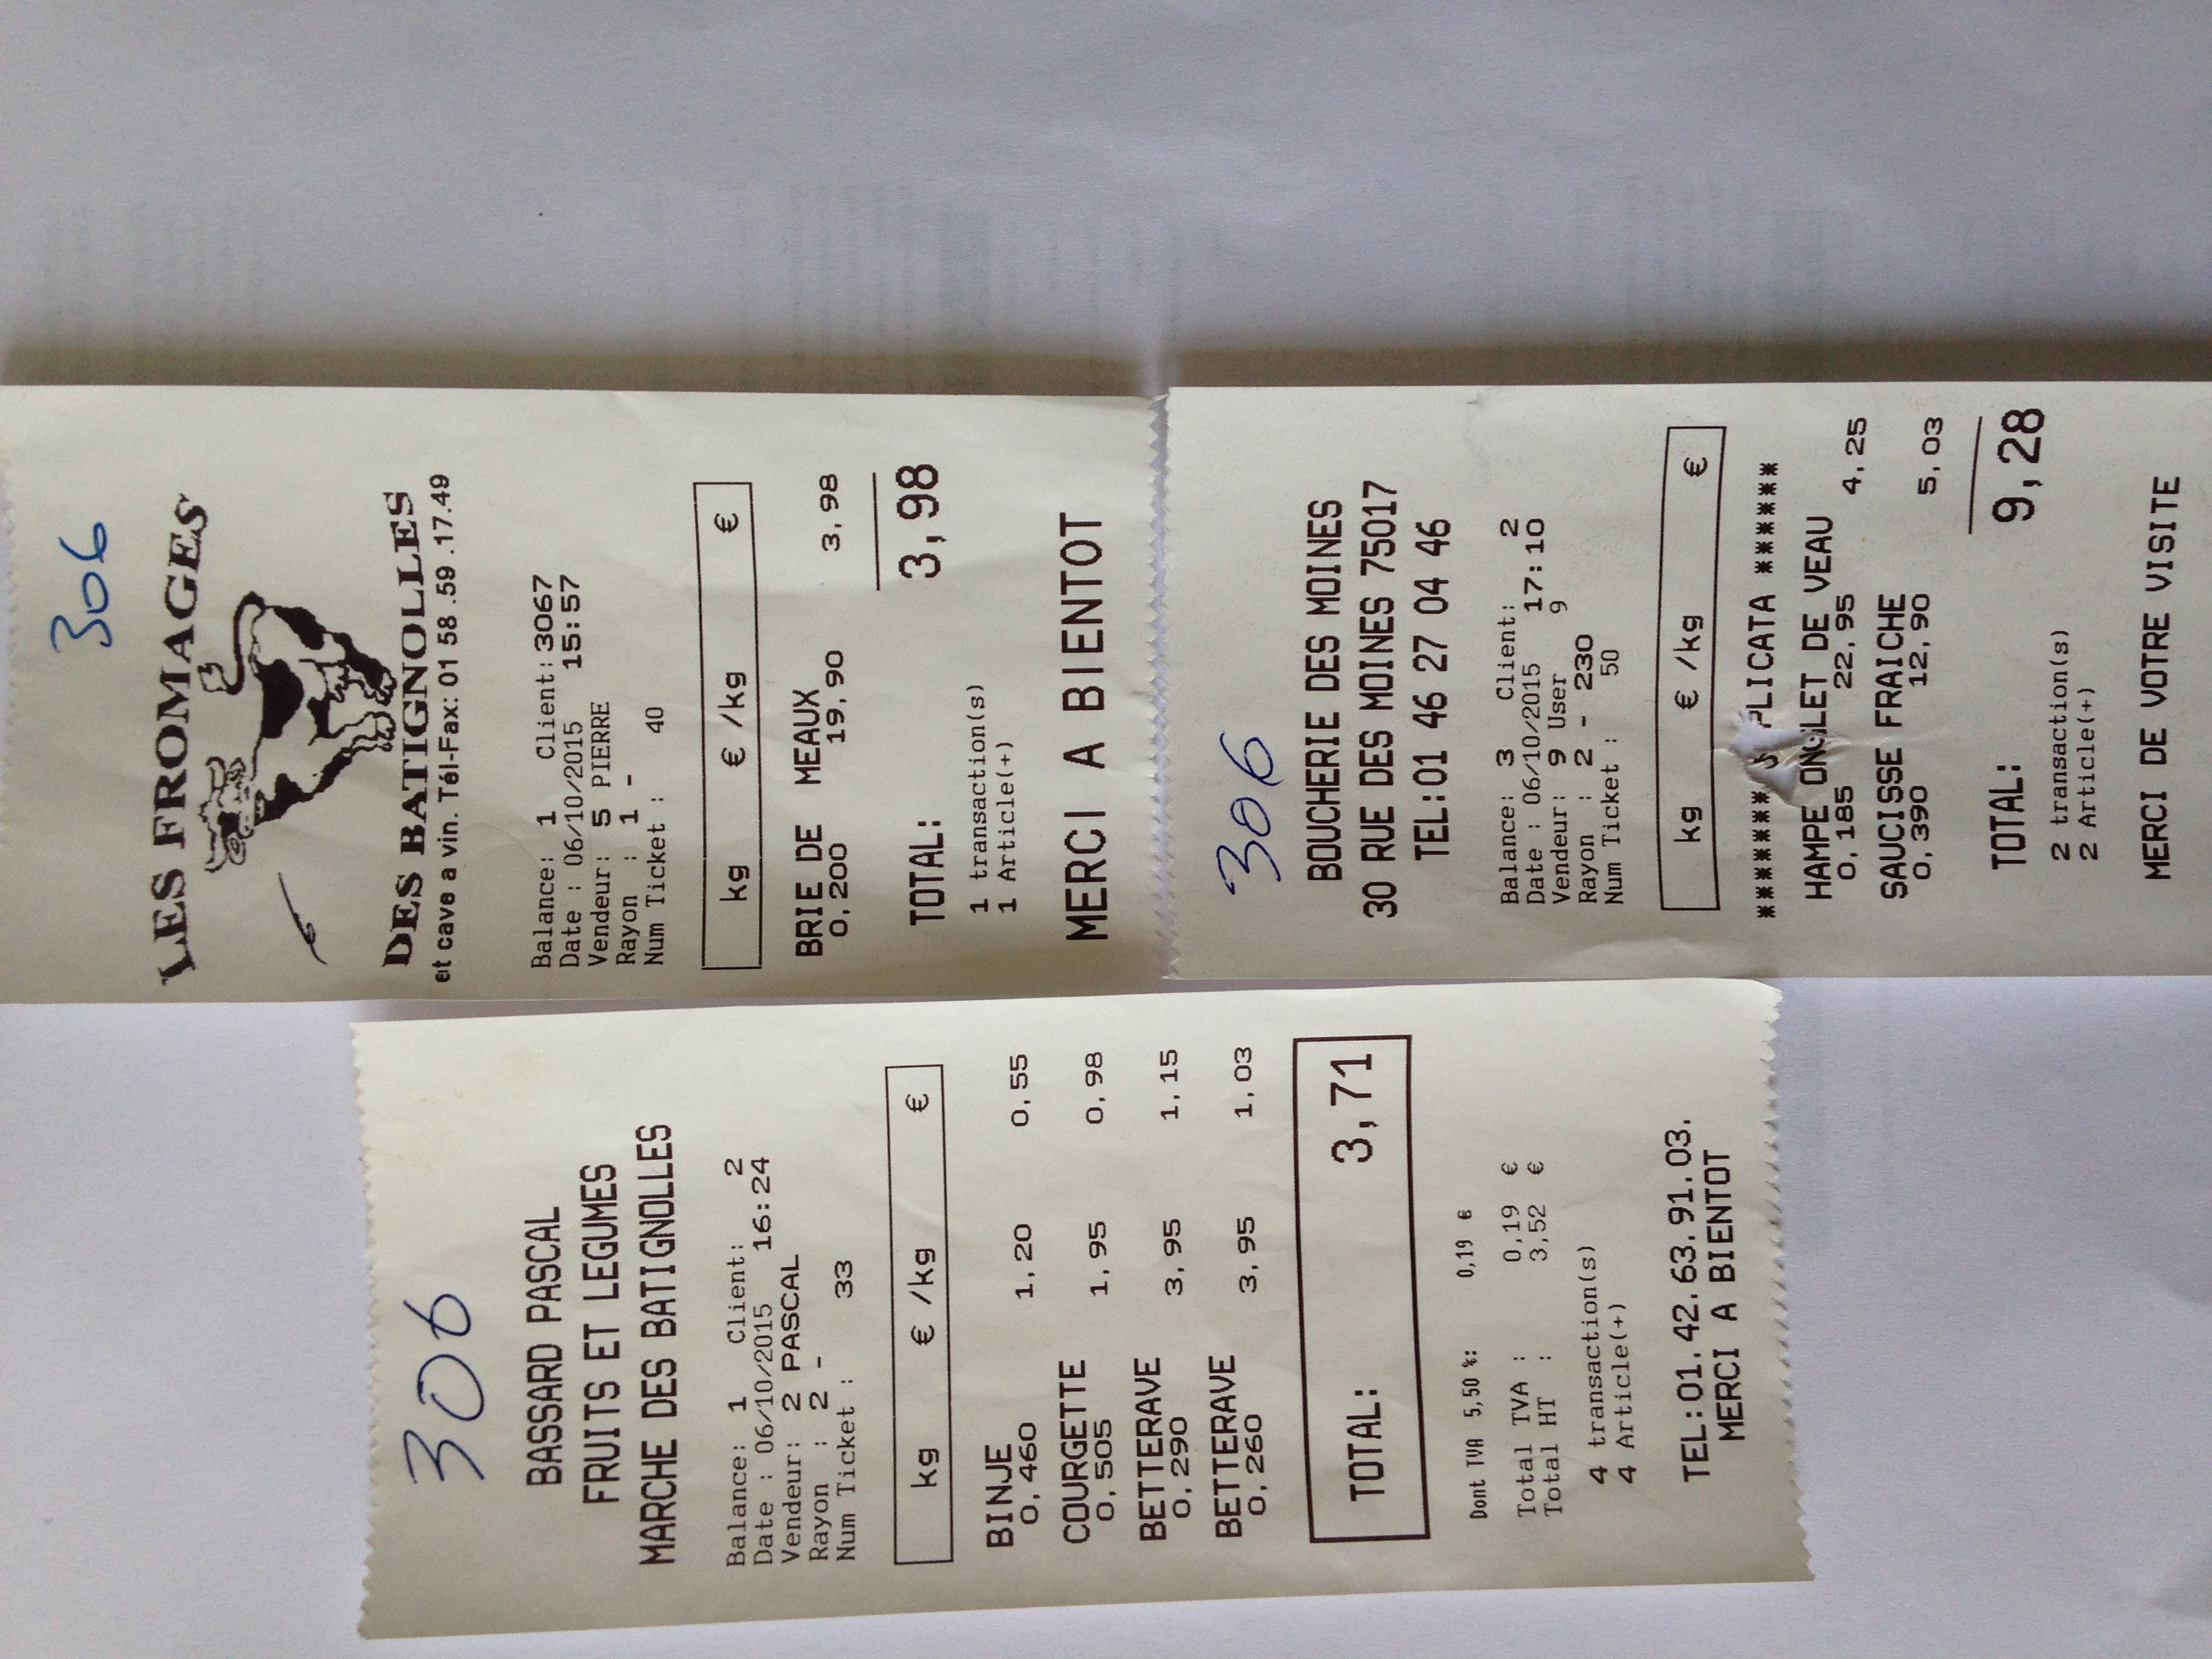 306
BASSARD PASCAL
FRUITS ET LEGUMES
MARCHE DES BATIGNOLLES
Balance: 1 Client: 2
Date : 06/10/2015 16:24
Vendeur: 2 PASCAL
Rayon : 2 -
Num Ticket : 33
kg € /kg €
BINJE
0,460 1,20 0,55
COURGETTE
0,505 1,95 0,98
BETTERAVE
0,290 3,95 1,15
BETTERAVE
0,260 3,95 1,03
TOTAL: 3,71
Dont TVA 5,50 %: 0,19 €
Total TVA : 0,19 €
Total HT : 3,52 €
4 transaction(s)
4 Article(+)
TEL:01.42.63.91.03.
MERCI A BIENTOT
306
LES FROMAGES
DES BATIGNOLLES
et cave a vin. Tél-Fax: 01 58 .59 .17.49
Balance: 1 Client: 3067
Date : 06/10/2015 15:57
Vendeur: 5 PIERRE
Rayon : 1 -
Num Ticket : 40
kg € /kg €
BRIE DE MEAUX
0,200 19,90 3,98
TOTAL: 3,98
1 transaction(s)
1 Article(+)
MERCI A BIENTOT
306
BOUCHERIE DES MOINES
30 RUE DES MOINES 75017
TEL:01 46 27 04 46
Balance: 3 Client: 2
Date : 06/10/2015 17:10
Vendeur: 9 User 9
Rayon : 2 - 230
Num Ticket : 50
kg € /kg €
******* PLICATA ******
HAMPE ONGLET DE VEAU
0,185 22,95 4,25
SAUCISSE FRAICHE
0,390 12,90 5,03
TOTAL: 9,28
2 transaction(s)
2 Article(+)
MERCI DE VOTRE VISITE